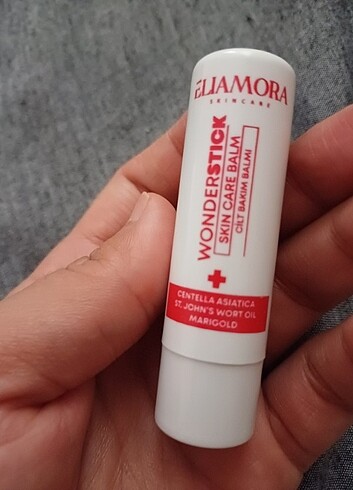 ELIAMORA
SKINCARE
WONDERSTICK
SKIN CARE BALM
CİLT BAKIM BALMI
CENTELLA ASIATICA
ST. JOHN'S WORT OIL
MARIGOLD